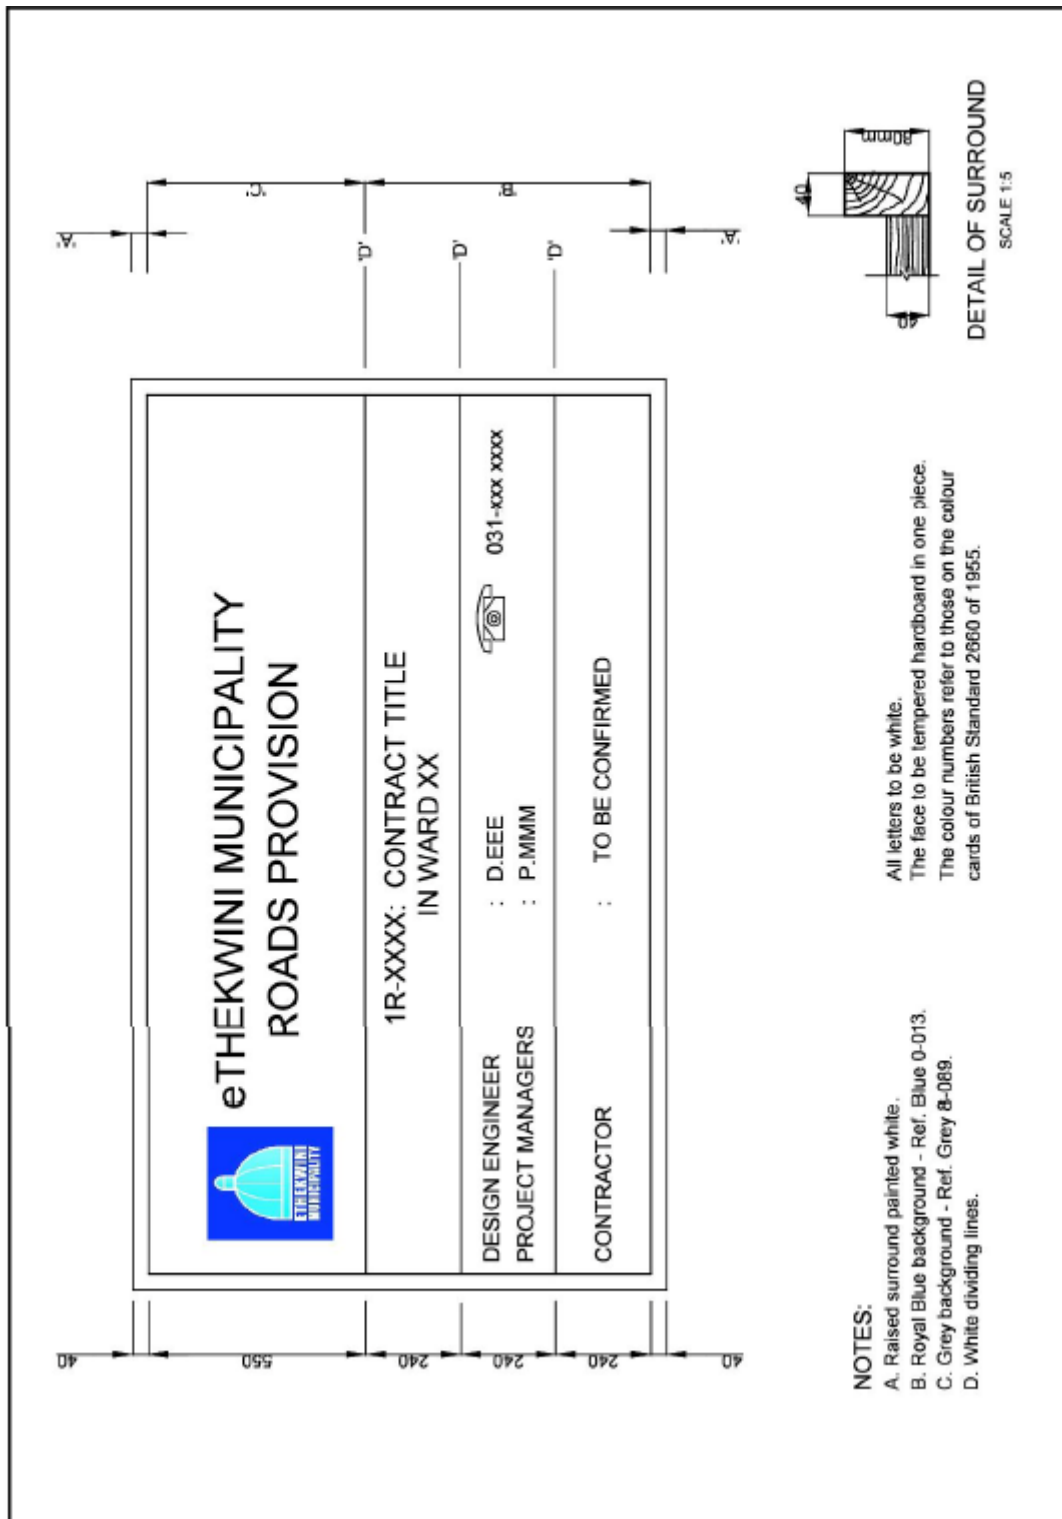 eTHEKWINI MUNICIPALITY
ROADS PROVISION
ETHEKWINI
MUNICIPALITY
1R-XXXX: CONTRACT TITLE
IN WARD XX
DESIGN ENGINEER : D.EEE 031-xxx xxxx
PROJECT MANAGERS : P.MMM
CONTRACTOR : TO BE CONFIRMED
40
550
240
240
240
40
'A'
'C'
'D'
'D'
'D'
'B'
'A'
NOTES:
A. Raised surround painted white.
B. Royal Blue background - Ref. Blue 0-013.
C. Grey background - Ref. Grey 8-089.
D. White dividing lines.
All letters to be white.
The face to be tempered hardboard in one piece.
The colour numbers refer to those on the colour
cards of British Standard 2660 of 1955.
40
40
80mm
DETAIL OF SURROUND
SCALE 1:5